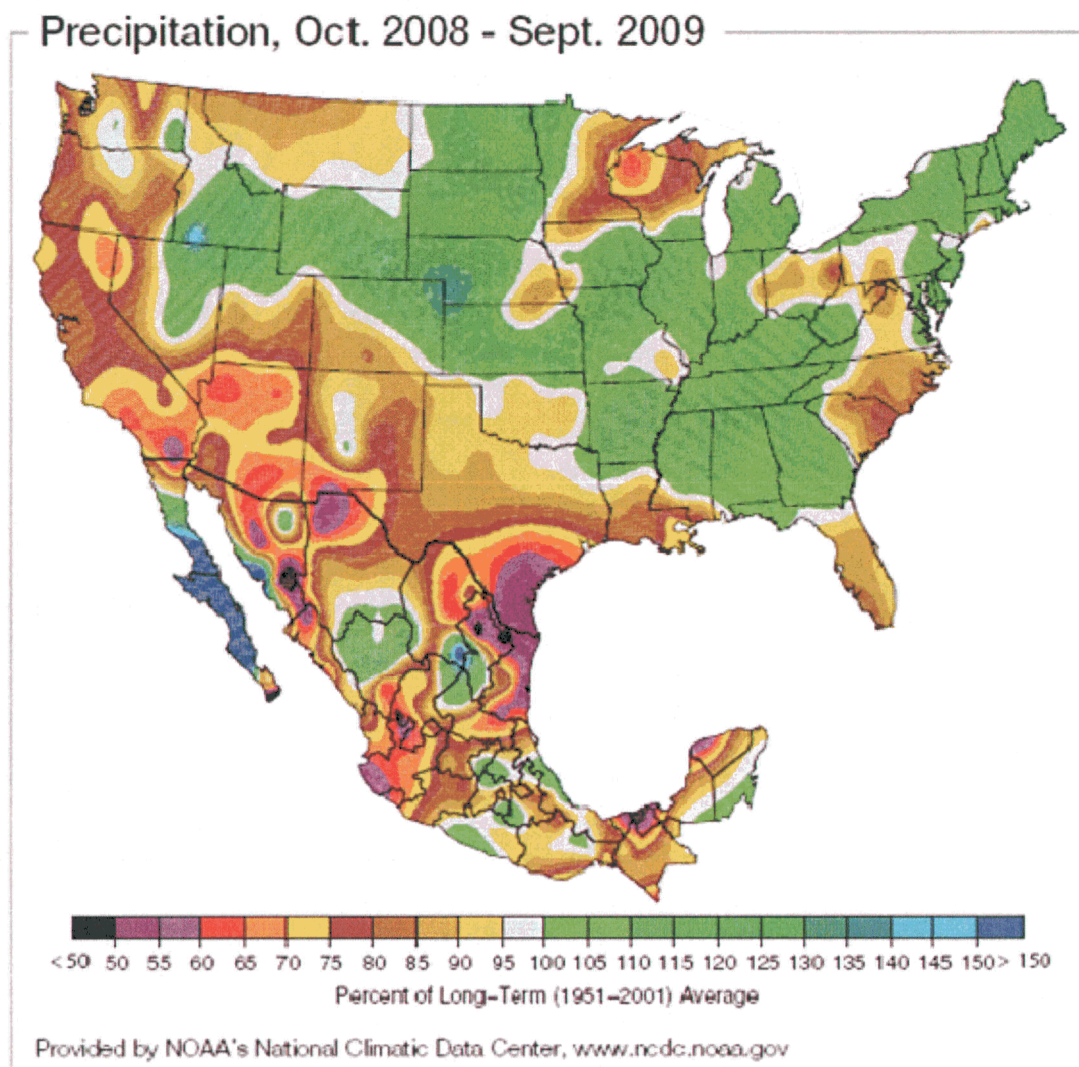 Precipitation, Oct. 2008 - Sept. 2009
<50 50 55 60 65 70 75 80 85 90 95 100 105 110 115 120 125 130 135 140 145 150> 150
Percent of Long-Term (1951-2001) Average
Provided by NOAA's National Climatic Data Center, www.ncdc.noaa.gov